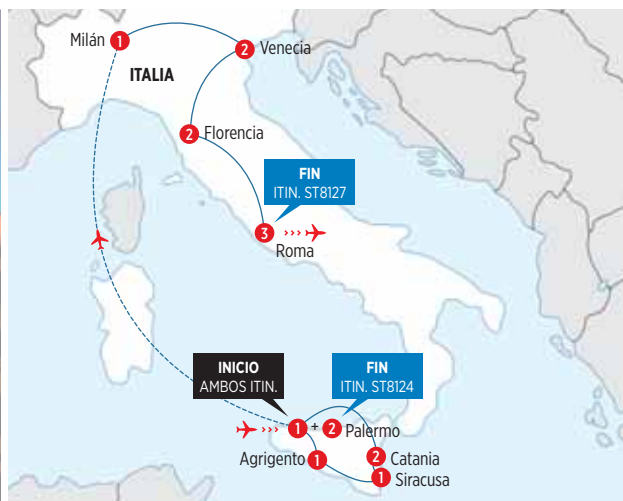 Milán 1
2 Venecia
ITALIA
2 Florencia
FIN
ITIN. ST8127
3
Roma
INICIO
AMBOS ITIN.
FIN
ITIN. ST8124
1 + 2 Palermo
Agrigento 1
2 Catania
1 Siracusa